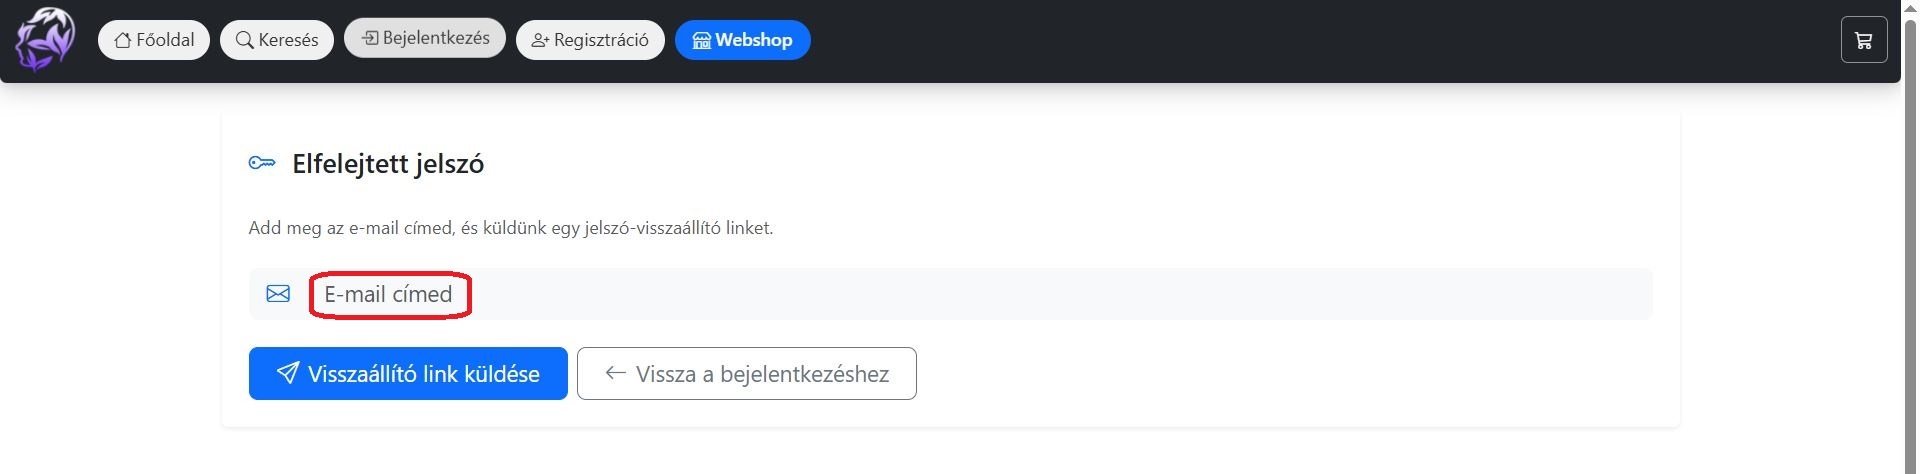 Főoldal Keresés Bejelentkezés Regisztráció Webshop
Elfelejtett jelszó
Add meg az e-mail címed, és küldünk egy jelszó-visszaállító linket.
E-mail címed
Visszaállító link küldése Vissza a bejelentkezéshez